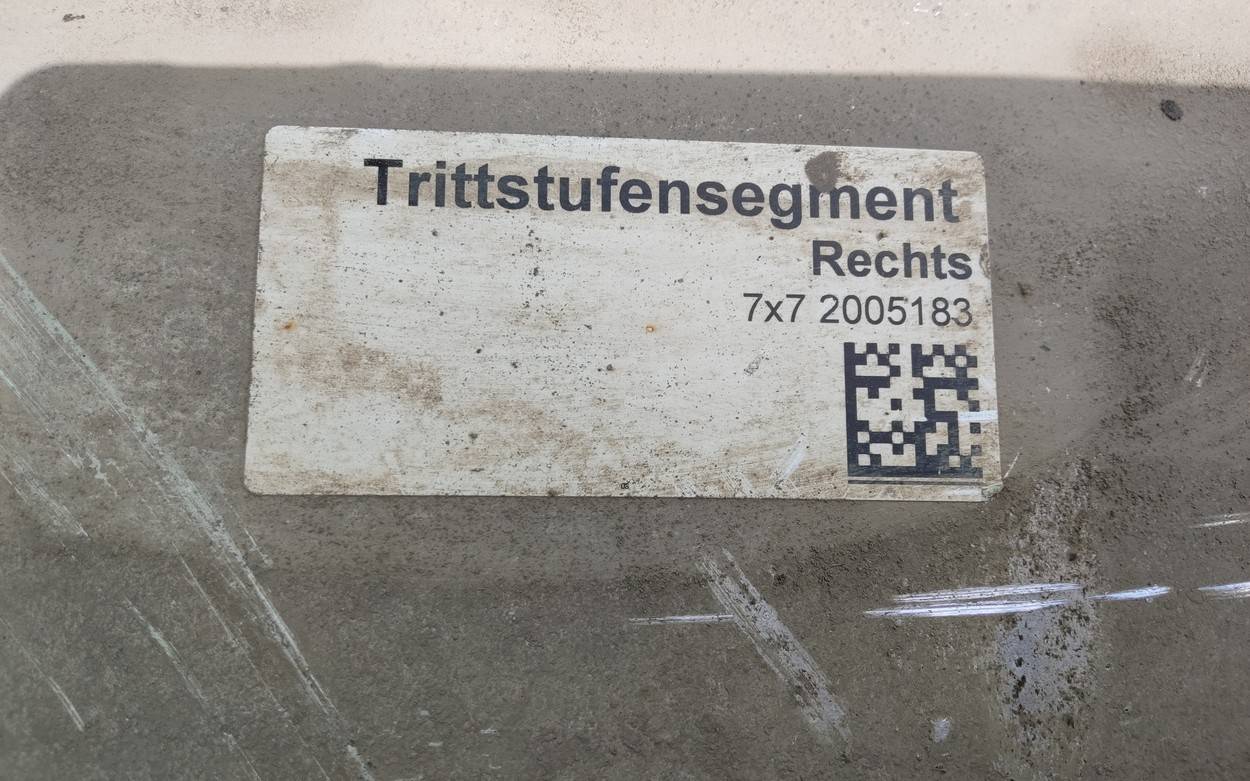 Trittstufensegment
Rechts
7x7 2005183